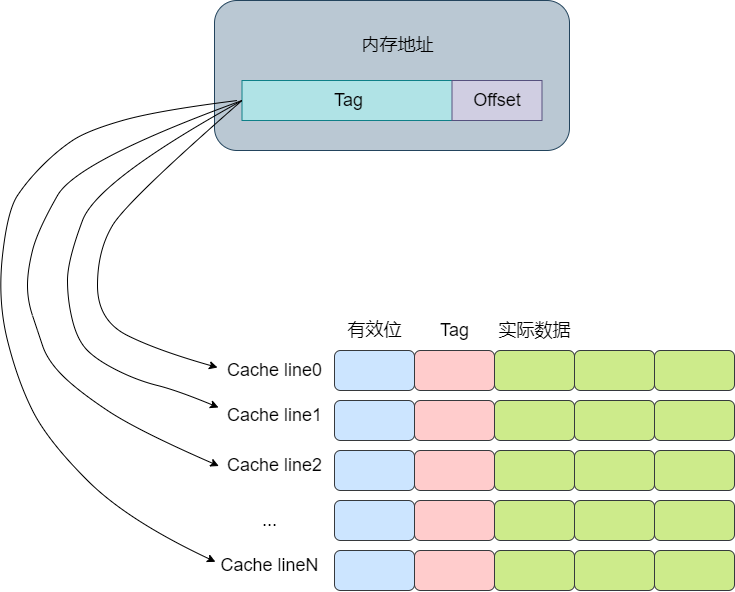 内存地址
Tag Offset
有效位 Tag 实际数据
Cache line0
Cache line1
Cache line2
...
Cache lineN